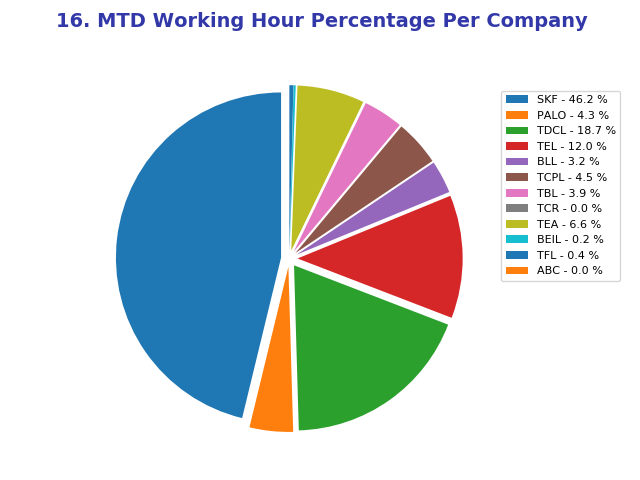 16. MTD Working Hour Percentage Per Company
SKF - 46.2 %
PALO - 4.3 %
TDCL - 18.7 %
TEL - 12.0 %
BLL - 3.2 %
TCPL - 4.5 %
TBL - 3.9 %
TCR - 0.0 %
TEA - 6.6 %
BEIL - 0.2 %
TFL - 0.4 %
ABC - 0.0 %